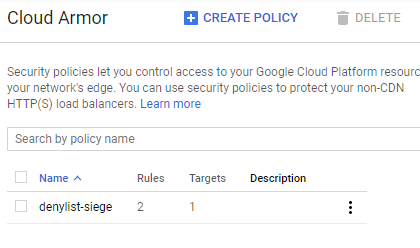 Cloud Armor
CREATE POLICY
DELETE
Security policies let you control access to your Google Cloud Platform resourc
your network's edge. You can use security policies to protect your non-CDN
HTTP(S) load balancers. Learn more
Search by policy name
Name Rules Targets Description
denylist-siege 2 1